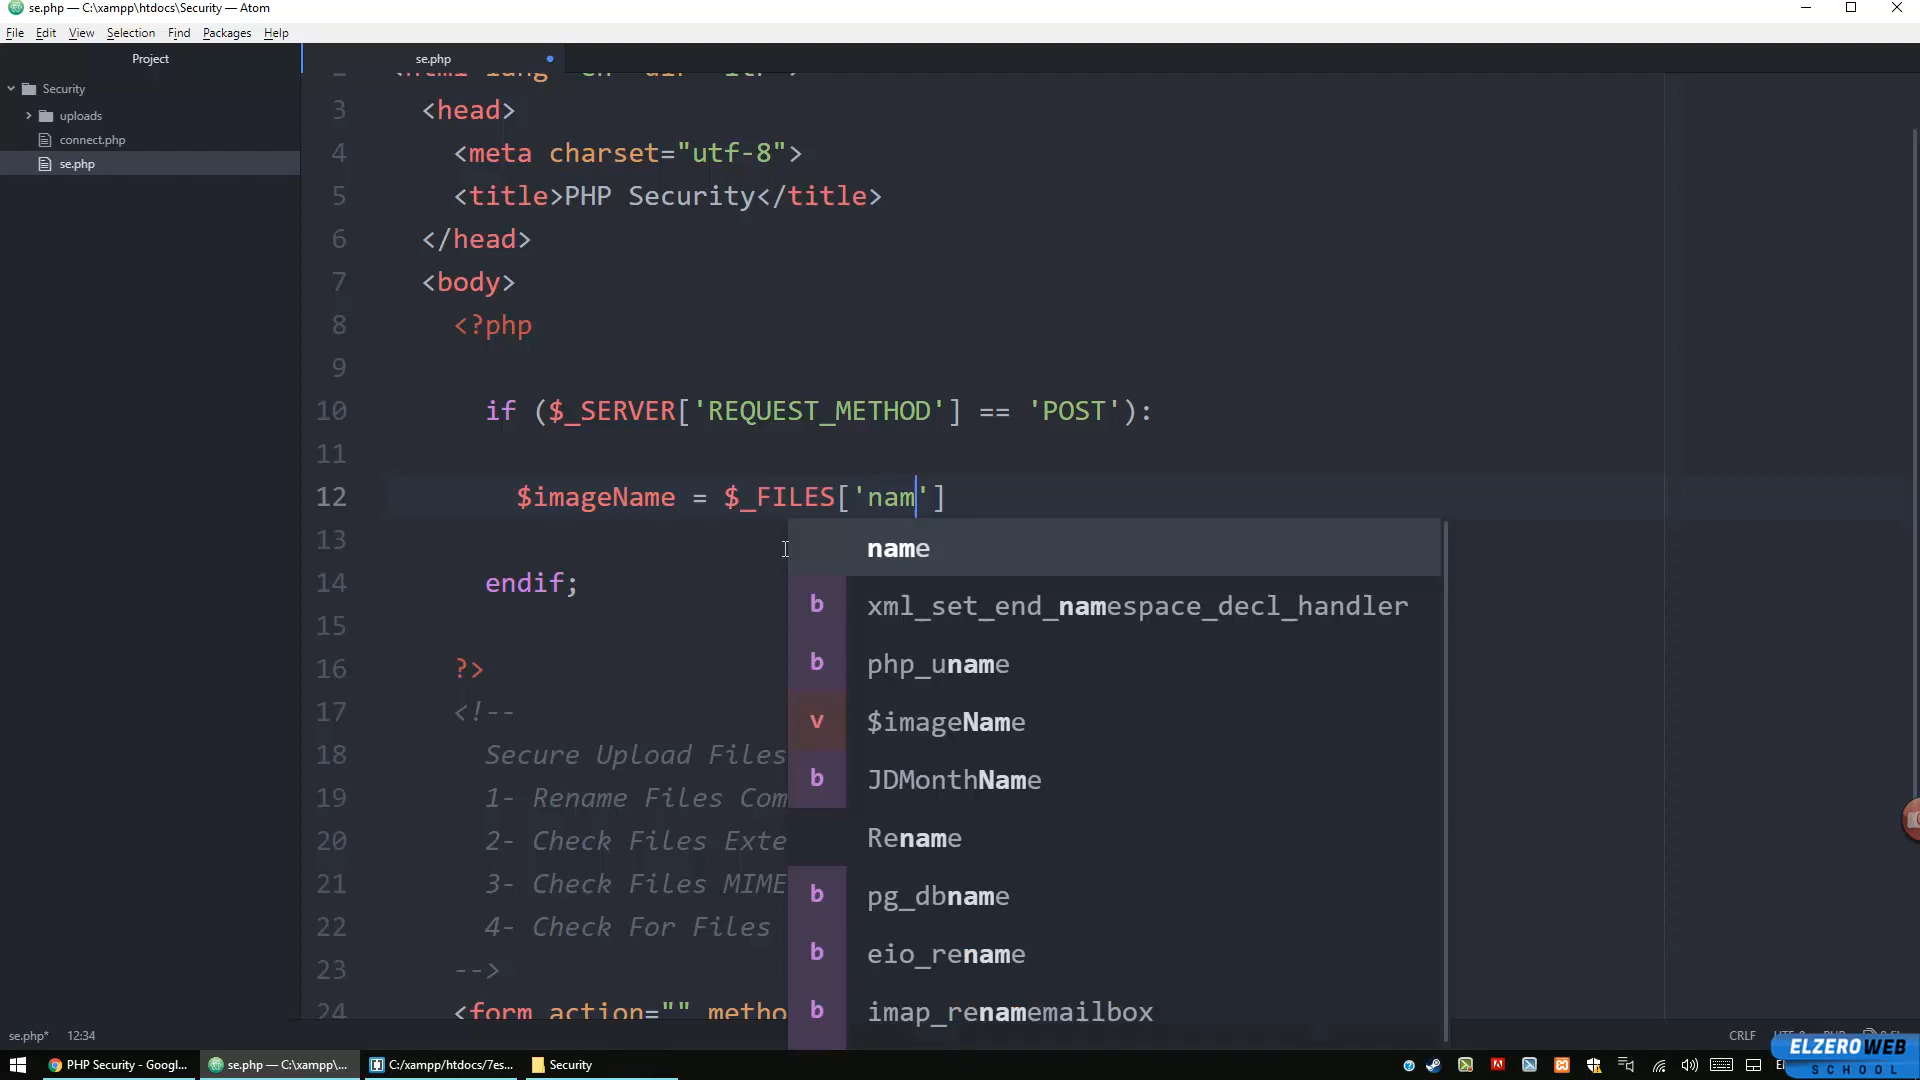 se.php — C:\xampp\htdocs\Security — Atom
File Edit View Selection Find Packages Help
Project
Security
uploads
connect.php
se.php
se.php
3 <head>
4 <meta charset="utf-8">
5 <title>PHP Security</title>
6 </head>
7 <body>
8 <?php
9
10 if ($_SERVER['REQUEST_METHOD'] == 'POST'):
11
12 $imageName = $_FILES['nam']
13
14 endif;
15
16 ?>
17 <!--
18 Secure Upload Files
19 1- Rename Files Com
20 2- Check Files Exte
21 3- Check Files MIME
22 4- Check For Files
23 -->
24 <form action="" metho
name
b xml_set_end_namespace_decl_handler
b php_uname
v $imageName
b JDMonthName
Rename
b pg_dbname
b eio_rename
b imap_renamemailbox
se.php* 12:34
CRLF
PHP Security - Googl...
se.php — C:\xampp\...
C:/xampp/htdocs/7es...
Security
ELZEROWEB
SCHOOL